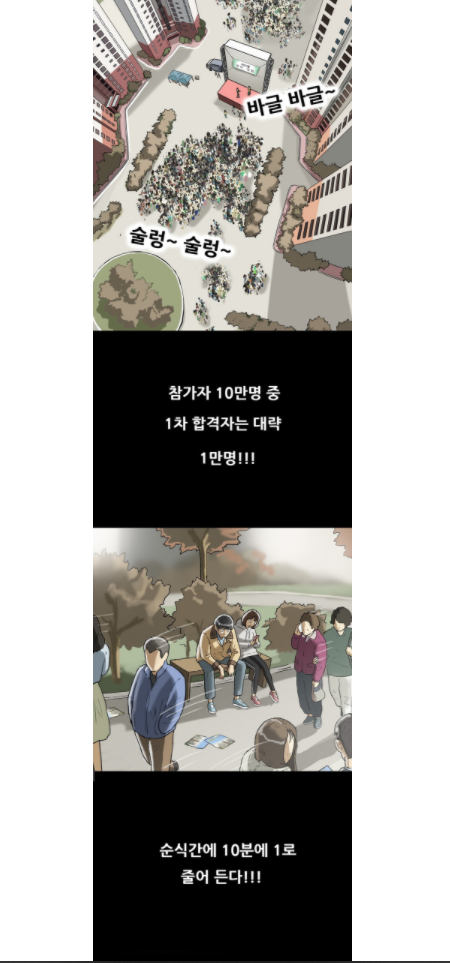 바글 바글~
술렁~ 술렁~
참가자 10만명 중
1차 합격자는 대략
1만명!!!
순식간에 10분에 1로
줄어 든다!!!